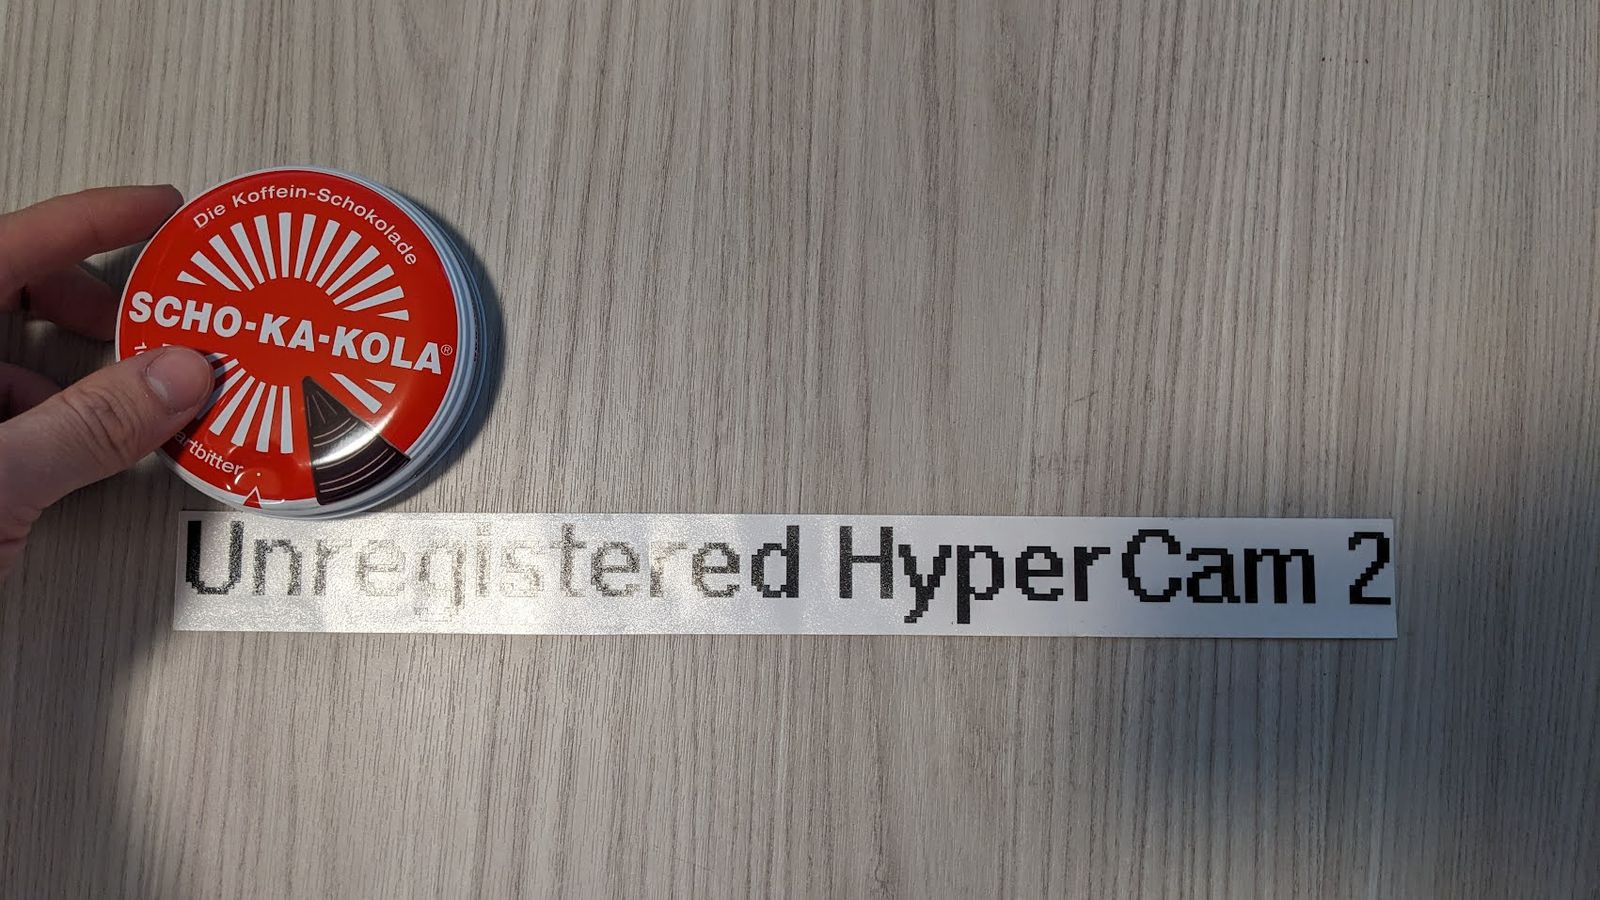 Die Koffein-Schokolade
SCHO-KA-KOLA®
Unregistered HyperCam 2